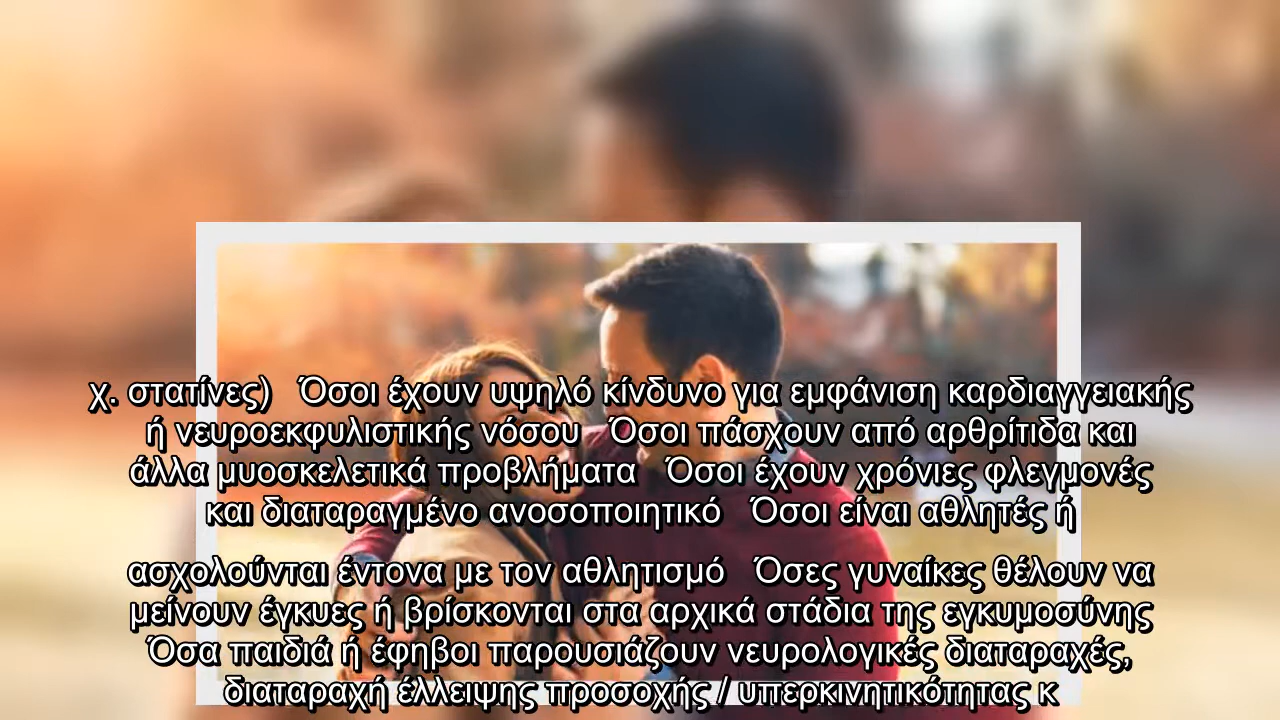 χ. στατίνες)   Όσοι έχουν υψηλό κίνδυνο για εμφάνιση καρδιαγγειακής
ή νευροεκφυλιστικής νόσου   Όσοι πάσχουν από αρθρίτιδα και
άλλα μυοσκελετικά προβλήματα   Όσοι έχουν χρόνιες φλεγμονές
και διαταραγμένο ανοσοποιητικό   Όσοι είναι αθλητές ή
ασχολούνται έντονα με τον αθλητισμό   Όσες γυναίκες θέλουν να
μείνουν έγκυες ή βρίσκονται στα αρχικά στάδια της εγκυμοσύνης
Όσα παιδιά ή έφηβοι παρουσιάζουν νευρολογικές διαταραχές,
διαταραχή έλλειψης προσοχής / υπερκινητικότητας κ